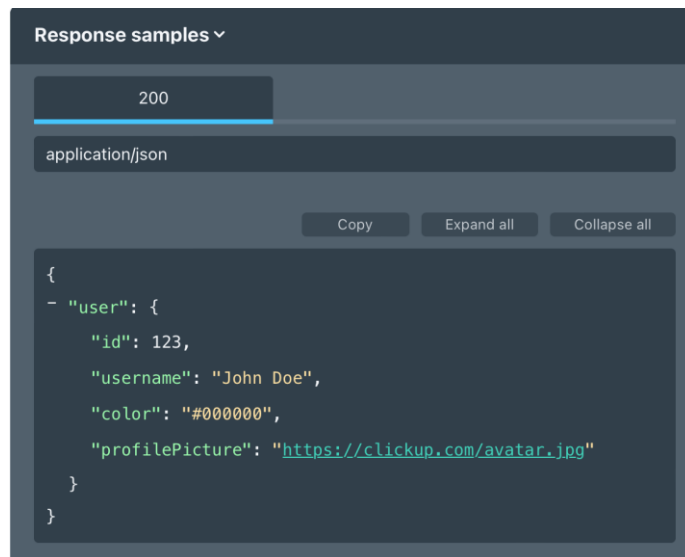 Response samples
200
application/json
Copy Expand all Collapse all
{
- "user": {
"id": 123,
"username": "John Doe",
"color": "#000000",
"profilePicture": "https://clickup.com/avatar.jpg"
}
}